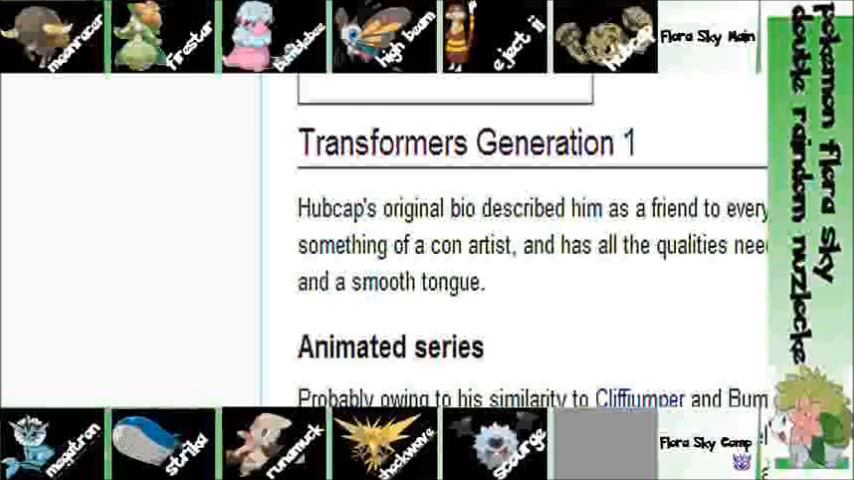 moonracer
firestar
bumblebee
high beam
eject ii
hubcap
Flora Sky Main
pokemon flora sky
double raindom nuzlocke
Transformers Generation 1
Hubcap's original bio described him as a friend to every
something of a con artist, and has all the qualities nee
and a smooth tongue.
Animated series
Probably owing to his similarity to Cliffjumper and Bum
megatron
strika
runamuck
shockwave
scourge
Flora Sky Comp